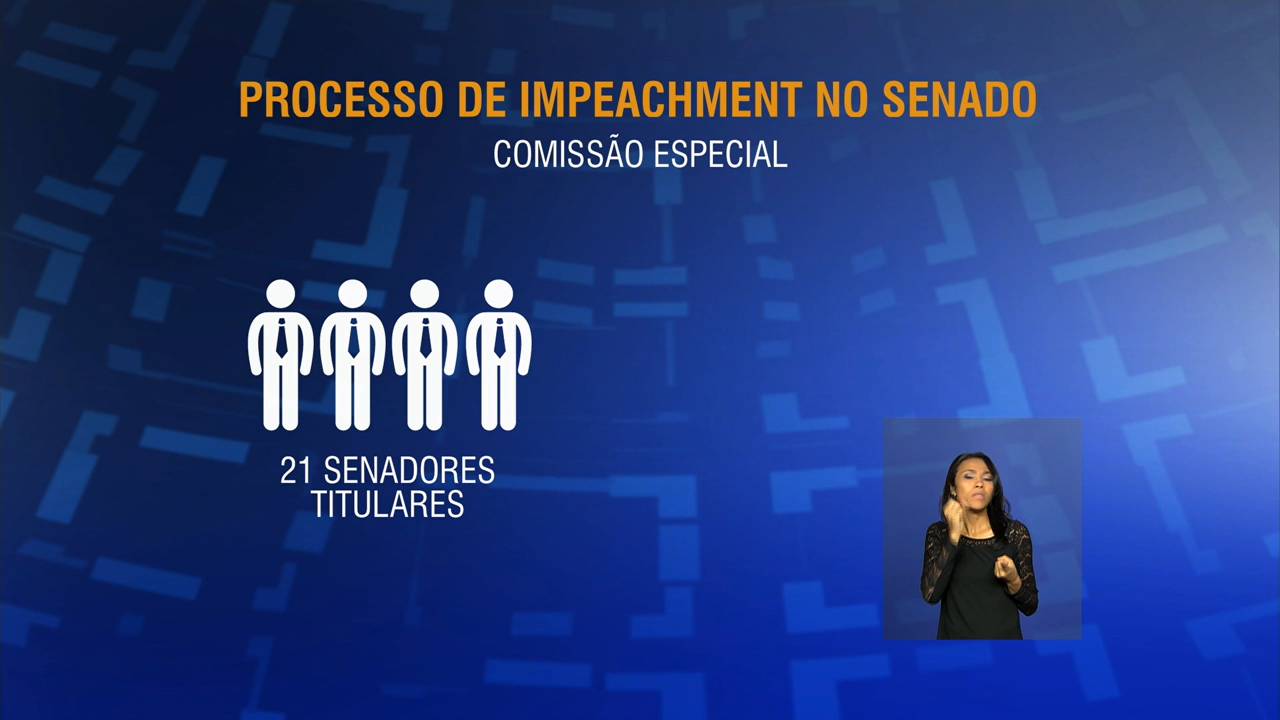 PROCESSO DE IMPEACHMENT NO SENADO
COMISSÃO ESPECIAL
21 SENADORES
TITULARES